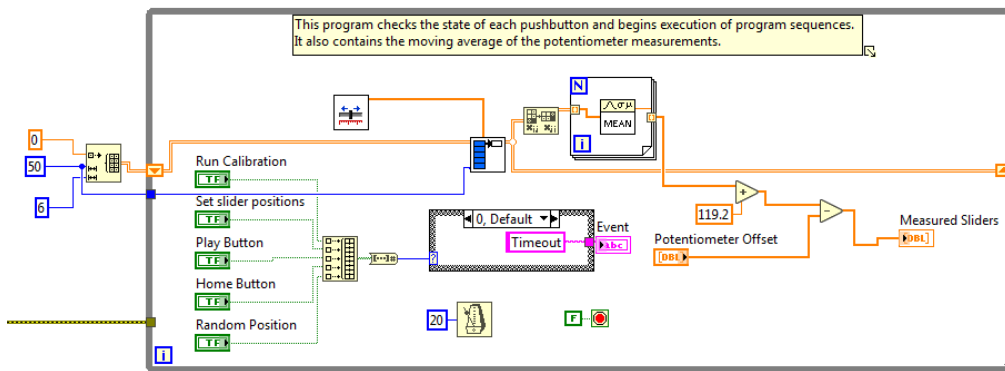 This program checks the state of each pushbutton and begins execution of program sequences.
It also contains the moving average of the potentiometer measurements.
N
MEAN
i
0
50
6
Run Calibration
TF
Set slider positions
TF
Play Button
TF
Home Button
TF
Random Position
TF
0, Default
Timeout
?
Event
abc
20
F
119.2
+
-
Potentiometer Offset
[DBL]
Measured Sliders
[DBL]
i